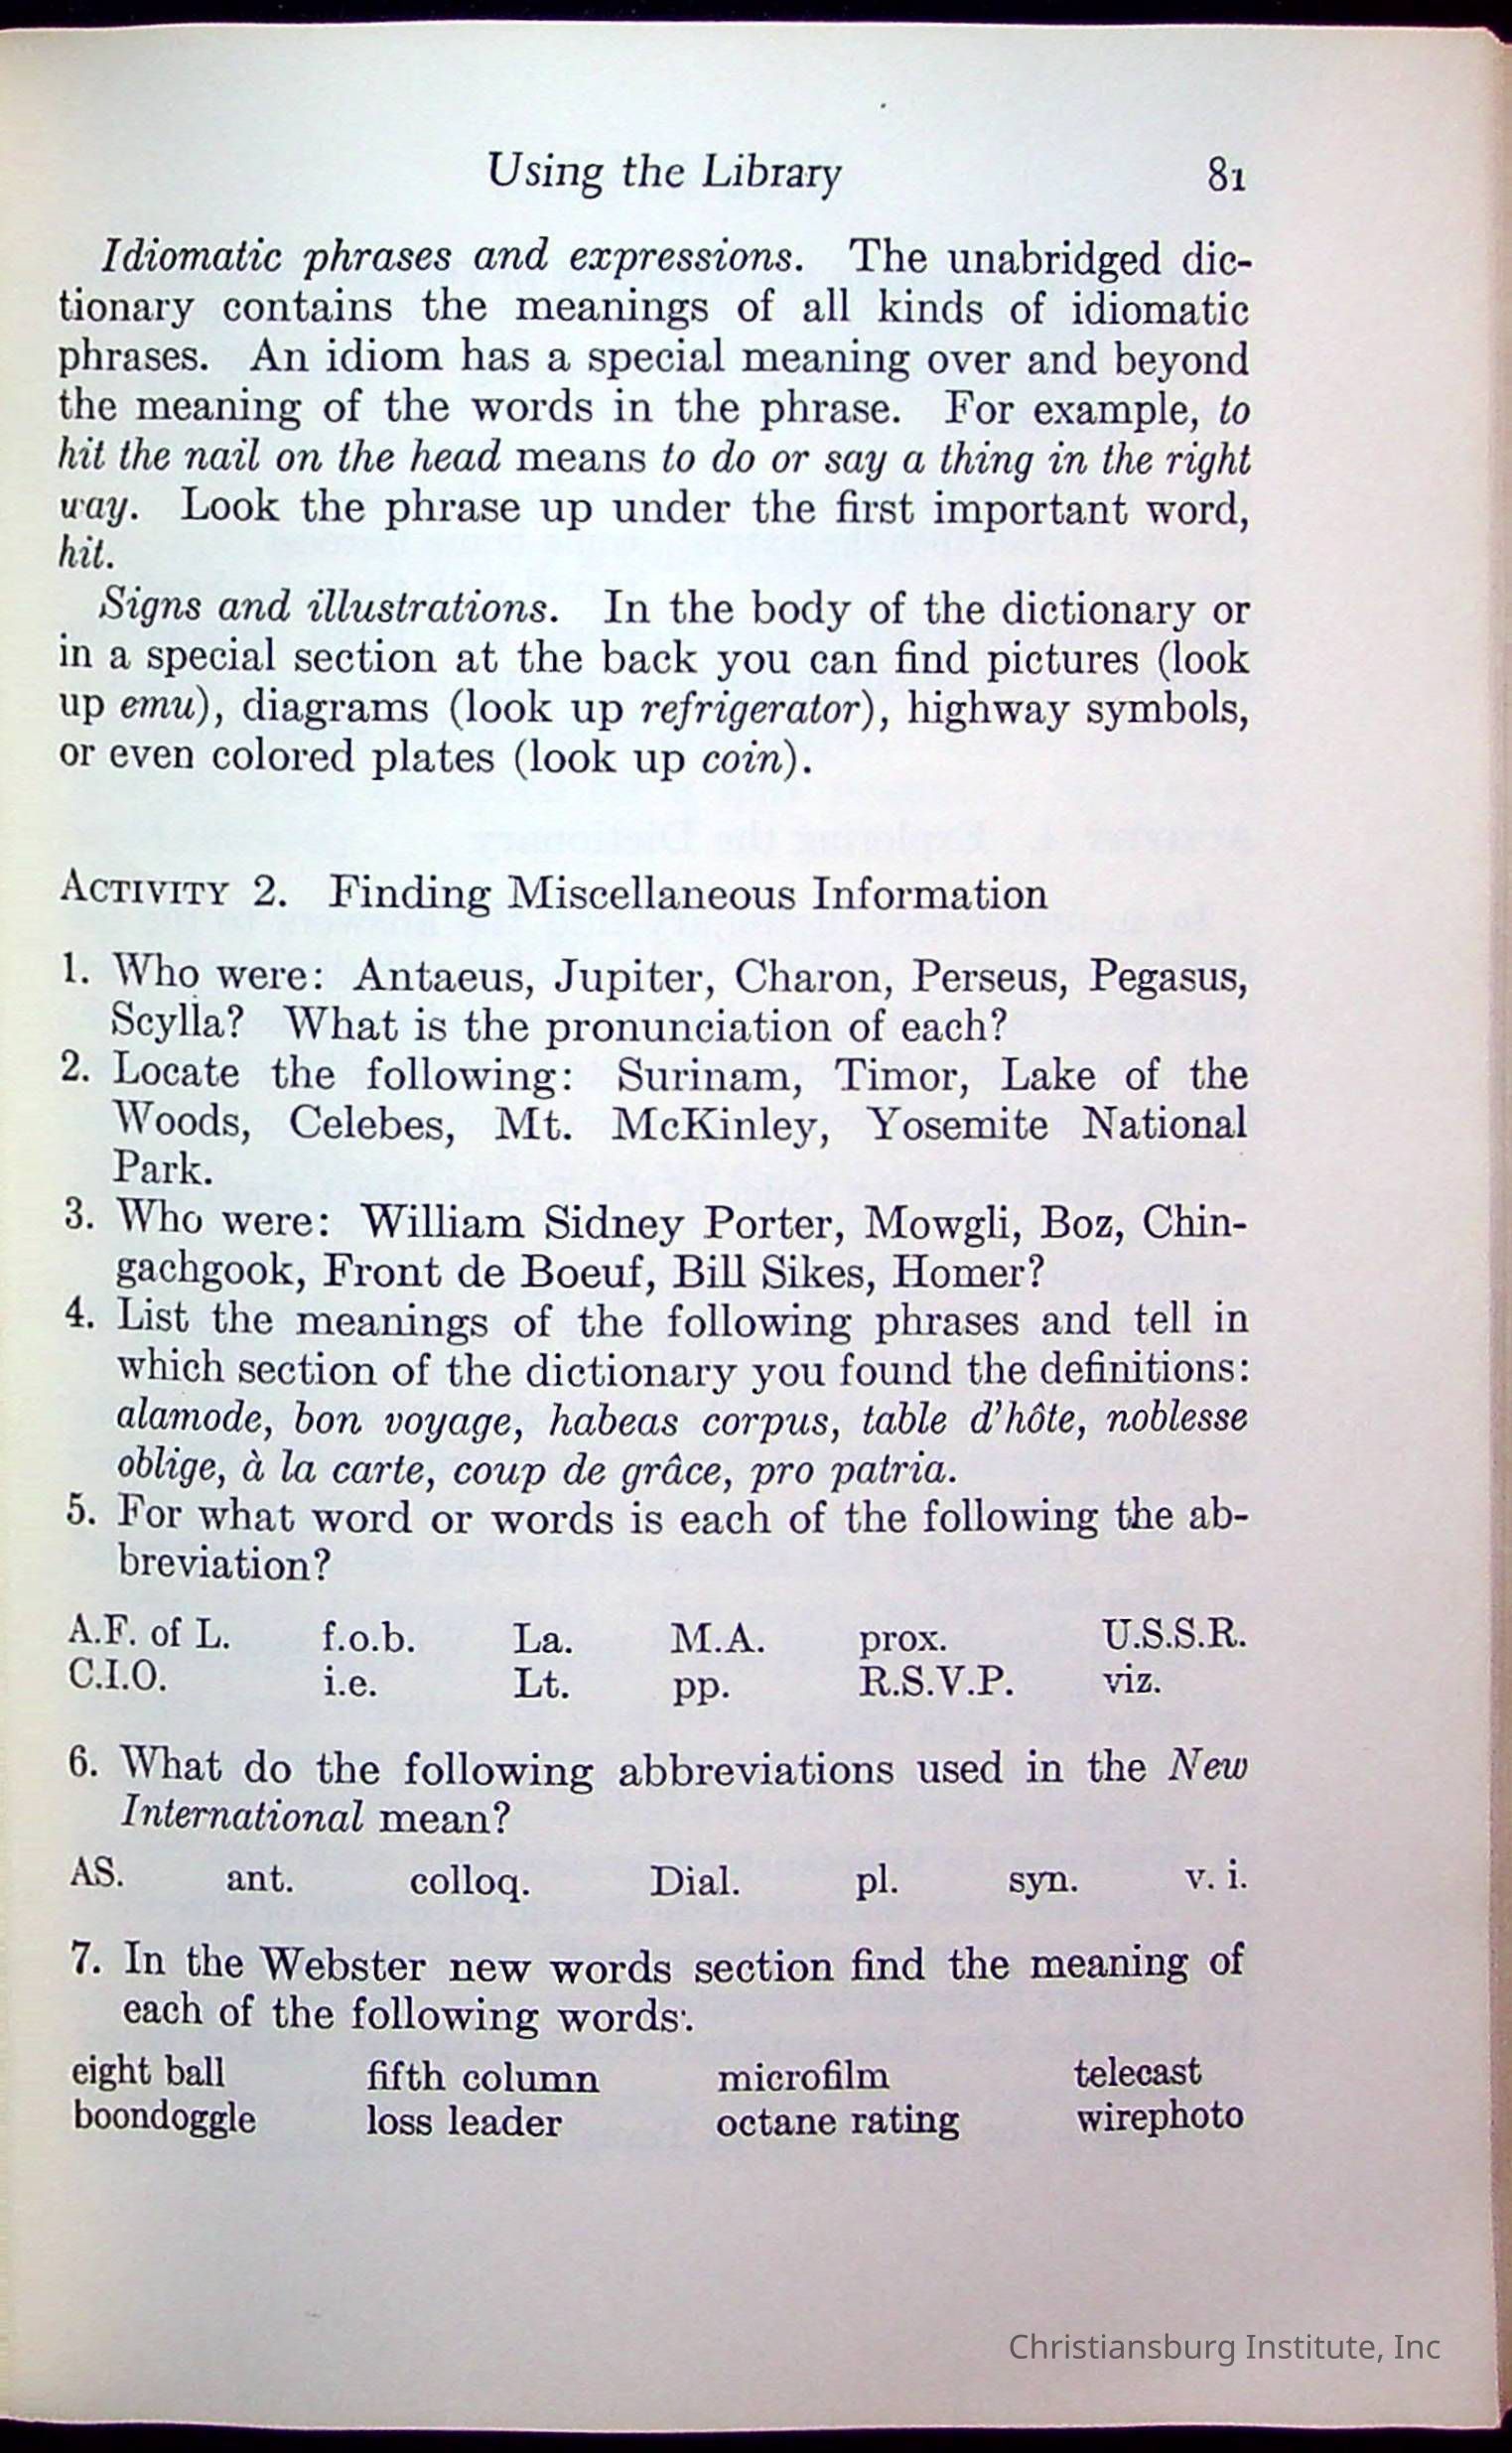 Using the Library 81
Idiomatic phrases and expressions. The unabridged dic-
tionary contains the meanings of all kinds of idiomatic
phrases. An idiom has a special meaning over and beyond
the meaning of the words in the phrase. For example, to
hit the nail on the head means to do or say a thing in the right
way. Look the phrase up under the first important word,
hit.
Signs and illustrations. In the body of the dictionary or
in a special section at the back you can find pictures (look
up emu), diagrams (look up refrigerator), highway symbols,
or even colored plates (look up coin).
ACTIVITY 2. Finding Miscellaneous Information
1. Who were: Antaeus, Jupiter, Charon, Perseus, Pegasus,
Scylla? What is the pronunciation of each?
2. Locate the following: Surinam, Timor, Lake of the
Woods, Celebes, Mt. McKinley, Yosemite National
Park.
3. Who were: William Sidney Porter, Mowgli, Boz, Chin-
gachgook, Front de Boeuf, Bill Sikes, Homer?
4. List the meanings of the following phrases and tell in
which section of the dictionary you found the definitions:
alamode, bon voyage, habeas corpus, table d'hôte, noblesse
oblige, à la carte, coup de grâce, pro patria.
5. For what word or words is each of the following the ab-
breviation?
A.F. of L. f.o.b. La. M.A. prox. U.S.S.R.
C.I.O. i.e. Lt. pp. R.S.V.P. viz.
6. What do the following abbreviations used in the New
International mean?
AS. ant. colloq. Dial. pl. syn. v. i.
7. In the Webster new words section find the meaning of
each of the following words:
eight ball fifth column microfilm telecast
boondoggle loss leader octane rating wirephoto
Christiansburg Institute, Inc